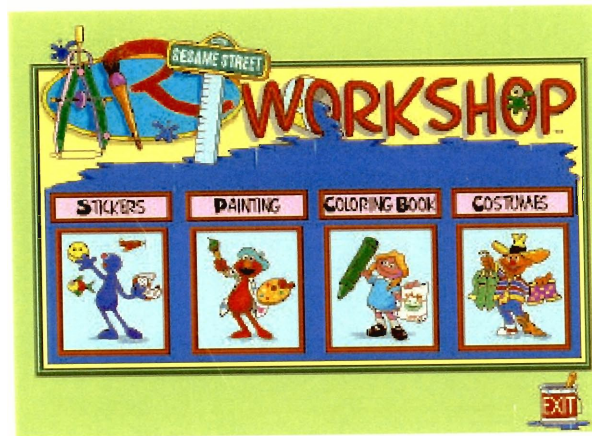 SESAME STREET
ART WORKSHOP
STICKERS
PAINTING
COLORING BOOK
COSTUMES
EXIT